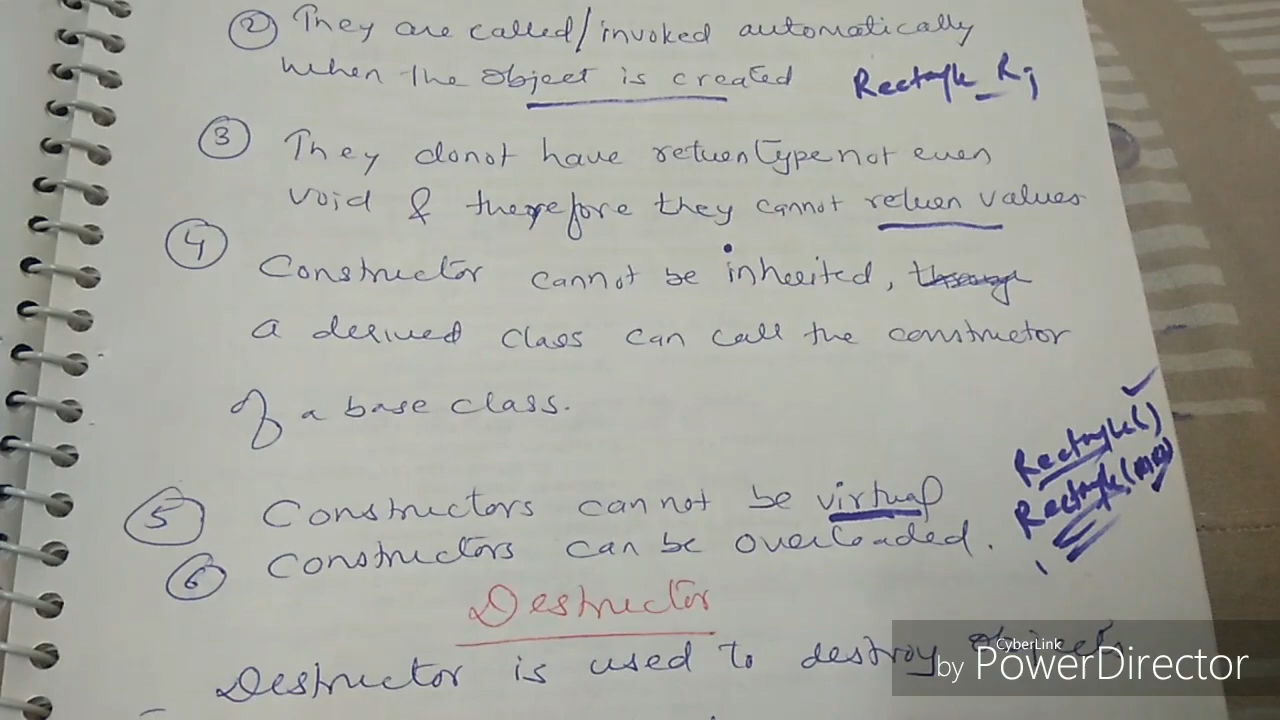 ② They are called/invoked automatically
when the object is created Rectangle R;
③ They donot have return type not even
void & therefore they cannot return values
④ Constructor cannot be inherited,
a derived class can call the constructor
of a base class.
Rectangle()
⑤ Constructors cannot be virtual
⑥ Constructors can be overloaded.
Destructor
Destructor is used to destroy objects
CyberLink
by PowerDirector